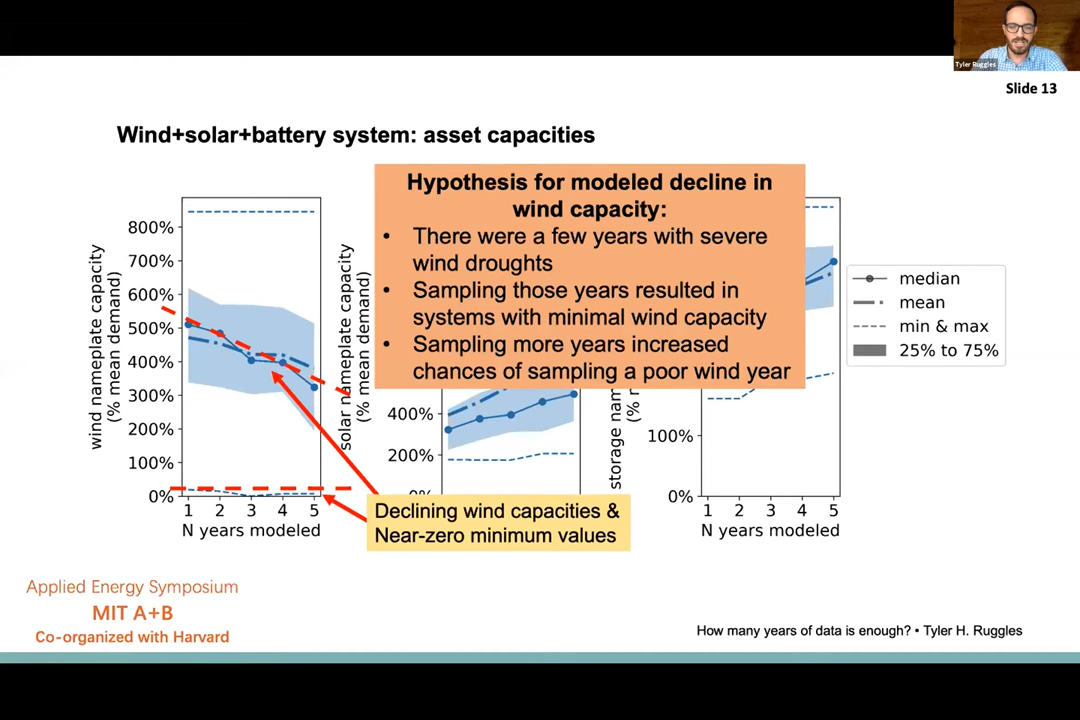 Tyler Ruggles
Slide 13
Wind+solar+battery system: asset capacities
Hypothesis for modeled decline in
wind capacity:
• There were a few years with severe
wind droughts
• Sampling those years resulted in
systems with minimal wind capacity
• Sampling more years increased
chances of sampling a poor wind year
wind nameplate capacity
(% mean demand)
800%
700%
600%
500%
400%
300%
200%
100%
0%
1 2 3 4 5
N years modeled
solar nameplate capacity
(% mean demand)
400%
200%
0%
storage nam
100%
0%
1 2 3 4 5
N years modeled
median
mean
min & max
25% to 75%
Declining wind capacities &
Near-zero minimum values
Applied Energy Symposium
MIT A+B
Co-organized with Harvard
How many years of data is enough? • Tyler H. Ruggles